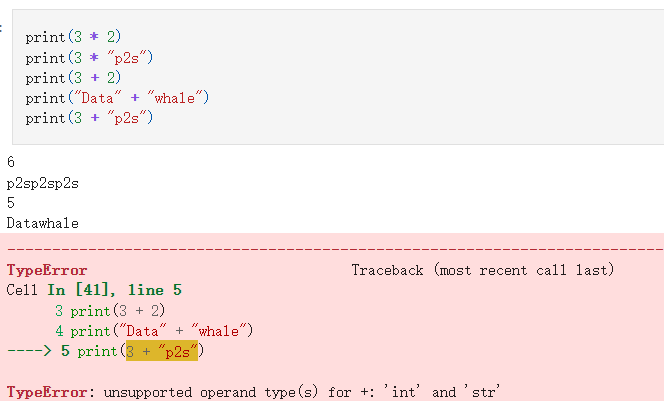 print(3 * 2)
print(3 * "p2s")
print(3 + 2)
print("Data" + "whale")
print(3 + "p2s")
6
p2sp2sp2s
5
Datawhale
---------------------------------------------------------------------------
TypeError                                 Traceback (most recent call last)
Cell In [41], line 5
      3 print(3 + 2)
      4 print("Data" + "whale")
----> 5 print(3 + "p2s")
TypeError: unsupported operand type(s) for +: 'int' and 'str'